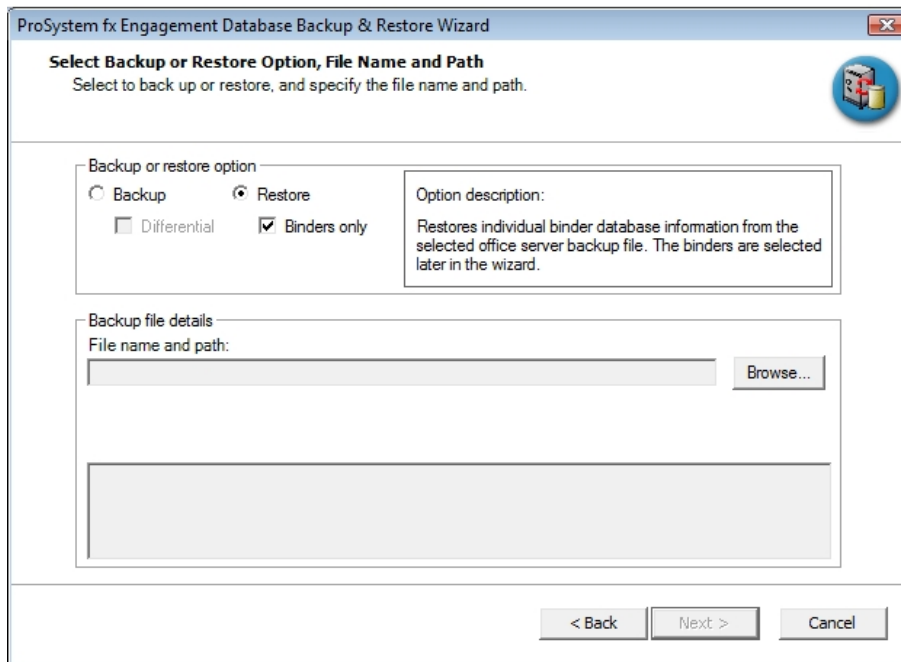 ProSystem fx Engagement Database Backup & Restore Wizard
Select Backup or Restore Option, File Name and Path
Select to back up or restore, and specify the file name and path.
Backup or restore option
Backup
Restore
Differential
Binders only
Option description:
Restores individual binder database information from the
selected office server backup file. The binders are selected
later in the wizard.
Backup file details
File name and path:
Browse...
< Back
Next >
Cancel